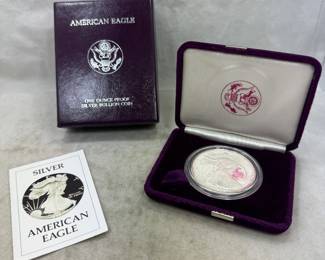 AMERICAN EAGLE
ONE OUNCE PROOF
SILVER BULLION COIN
SILVER
AMERICAN
EAGLE